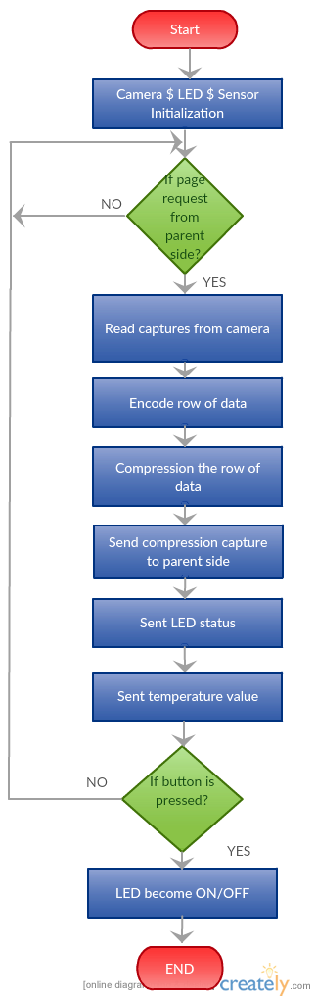 Start
Camera $ LED $ Sensor
Initialization
If page
request
from
parent
side?
NO
YES
Read captures from camera
Encode row of data
Compression the row of
data
Send compression capture
to parent side
Sent LED status
Sent temperature value
If button is
pressed?
NO
YES
LED become ON/OFF
END
[online diagra
creately.com